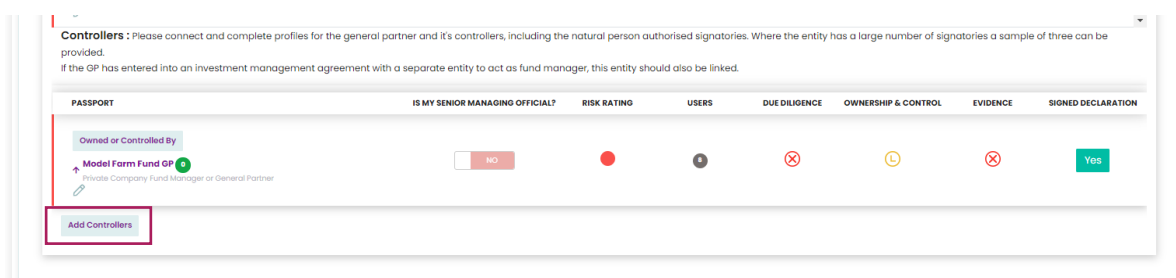 Controllers : Please connect and complete profiles for the general partner and it's controllers, including the natural person authorised signatories. Where the entity has a large number of signatories a sample of three can be
provided.
If the GP has entered into an investment management agreement with a separate entity to act as fund manager, this entity should also be linked.
PASSPORT IS MY SENIOR MANAGING OFFICIAL? RISK RATING USERS DUE DILIGENCE OWNERSHIP & CONTROL EVIDENCE SIGNED DECLARATION
Owned or Controlled By
Model Farm Fund GP
Private Company Fund Manager or General Partner
NO
Yes
Add Controllers